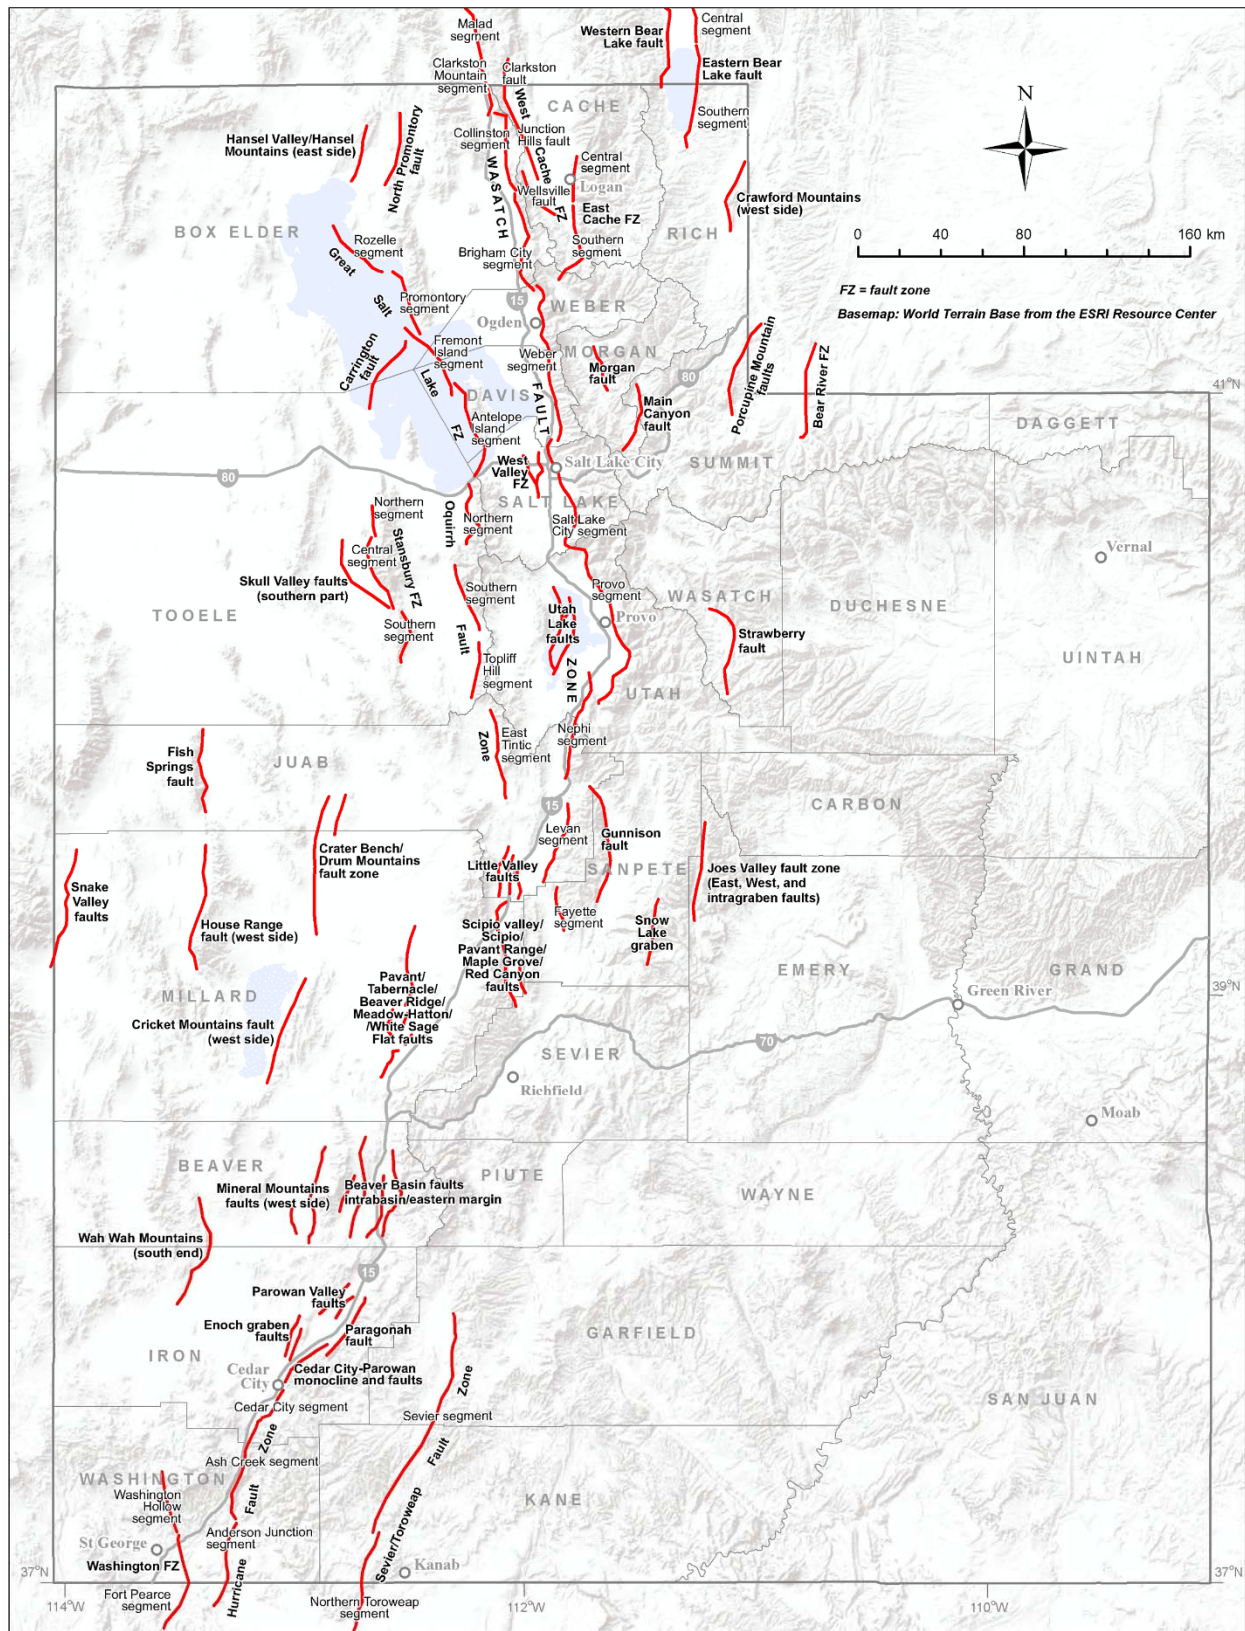 Malad
segment
Western Bear
Lake fault
Central
segment
Clarkston
Mountain
segment
Clarkston
fault
Eastern Bear
Lake fault
West
CACHE
N
Southern
segment
Hansel Valley/Hansel
Mountains (east side)
North Promontory
fault
Collinston
segment
Junction
Hills fault
Central
segment
Cache
WASATCH
Logan
Wellsville
fault
FZ
East
Cache FZ
Crawford Mountains
(west side)
BOX ELDER
RICH
Rozelle
segment
Great
Southern
segment
Brigham City
segment
0 40 80 160 km
Salt
Promontory
segment
15
WEBER
FZ = fault zone
Basemap: World Terrain Base from the ESRI Resource Center
Ogden
Fremont
Island
segment
Carrington
fault
Weber
segment
MORGAN
Morgan
fault
80
Porcupine Mountain
faults
Bear River FZ
Lake
DAVIS
FAULT
Main
Canyon
fault
41°N
FZ
Antelope
Island
segment
DAGGETT
80
West
Valley
FZ
Salt Lake City
SUMMIT
SALT LAKE
Northern
segment
Oquirrh
Northern
segment
Salt Lake
City segment
Stansbury FZ
Central
segment
Vernal
Skull Valley faults
(southern part)
Southern
segment
Provo
segment
WASATCH
DUCHESNE
TOOELE
Utah
Lake
faults
Provo
Southern
segment
Fault
Strawberry
fault
UINTAH
Topliff
Hill
segment
ZONE
UTAH
Fish
Springs
fault
JUAB
Zone
East
Tintic
segment
Nephi
segment
15
CARBON
Crater Bench/
Drum Mountains
fault zone
Levan
segment
Gunnison
fault
Little Valley
faults
SANPETE
Joes Valley fault zone
(East, West, and
intragraben faults)
Snake
Valley
faults
House Range
fault (west side)
Fayette
segment
Snow
Lake
graben
Scipio valley/
Scipio/
Pavant Range/
Maple Grove/
Red Canyon
faults
EMERY
GRAND
Pavant/
Tabernacle/
Beaver Ridge/
Meadow-Hatton/
/White Sage
Flat faults
MILLARD
Green River
39°N
Cricket Mountains fault
(west side)
70
SEVIER
Richfield
Moab
BEAVER
PIUTE
Mineral Mountains
faults (west side)
Beaver Basin faults
intrabasin/eastern margin
WAYNE
Wah Wah Mountains
(south end)
15
Parowan Valley
faults
Enoch graben
faults
Paragonah
fault
GARFIELD
IRON
Cedar
City
Cedar City-Parowan
monocline and faults
Zone
SAN JUAN
Cedar City segment
Sevier segment
Zone
Fault
Ash Creek segment
WASHINGTON
Washington
Hollow
segment
Fault
KANE
Anderson Junction
segment
St George
Washington FZ
Sevier/Toroweap
Kanab
37°N
37°N
Fort Pearce
segment
Hurricane
Northern Toroweap
segment
114°W
112°W
110°W